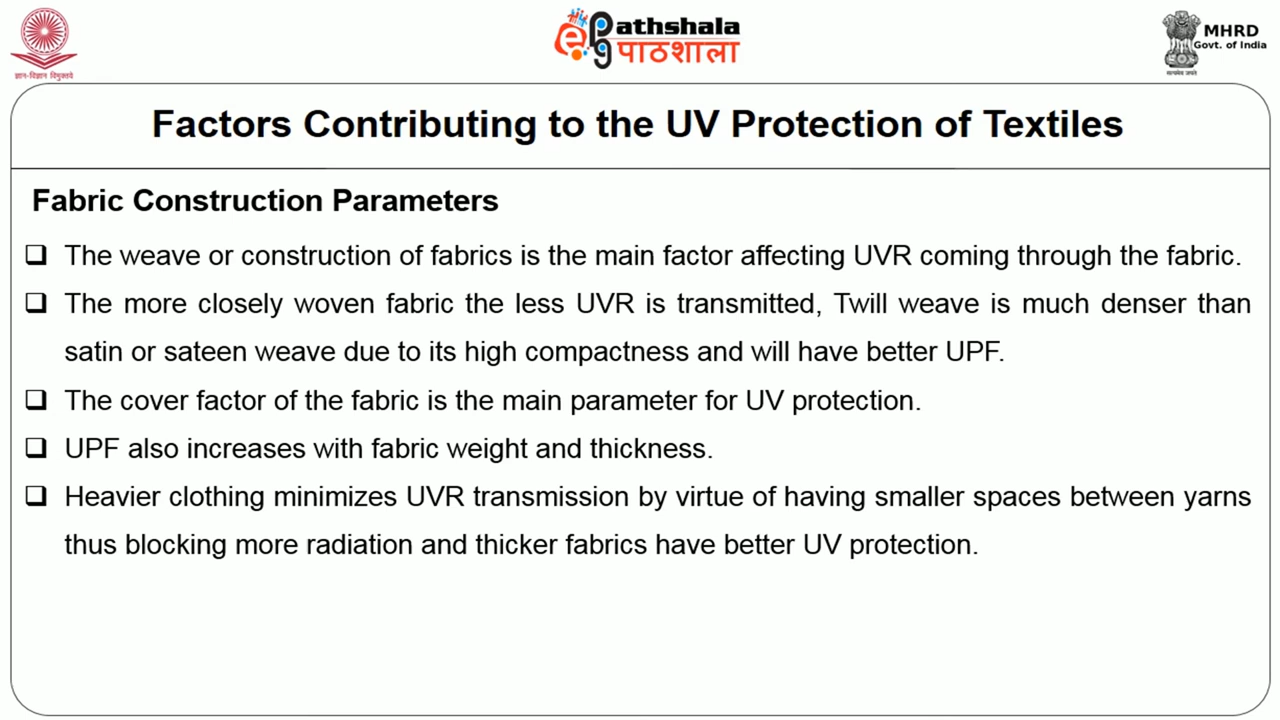 ज्ञान-विज्ञान विमुक्तये
ePathshala
पाठशाला
MHRD
Govt. of India
सत्यमेव जयते
Factors Contributing to the UV Protection of Textiles
Fabric Construction Parameters
❑ The weave or construction of fabrics is the main factor affecting UVR coming through the fabric.
❑ The more closely woven fabric the less UVR is transmitted, Twill weave is much denser than
satin or sateen weave due to its high compactness and will have better UPF.
❑ The cover factor of the fabric is the main parameter for UV protection.
❑ UPF also increases with fabric weight and thickness.
❑ Heavier clothing minimizes UVR transmission by virtue of having smaller spaces between yarns
thus blocking more radiation and thicker fabrics have better UV protection.